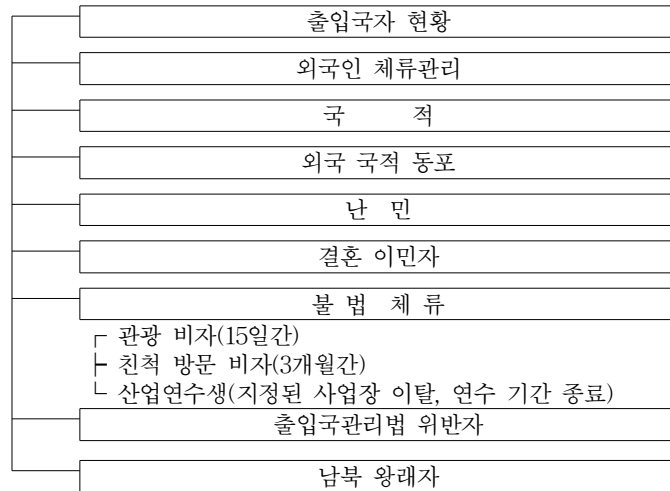 출입국자 현황
외국인 체류관리
국 적
외국 국적 동포
난 민
결혼 이민자
불 법 체 류
관광 비자(15일간)
친척 방문 비자(3개월간)
산업연수생(지정된 사업장 이탈, 연수 기간 종료)
출입국관리법 위반자
남북 왕래자